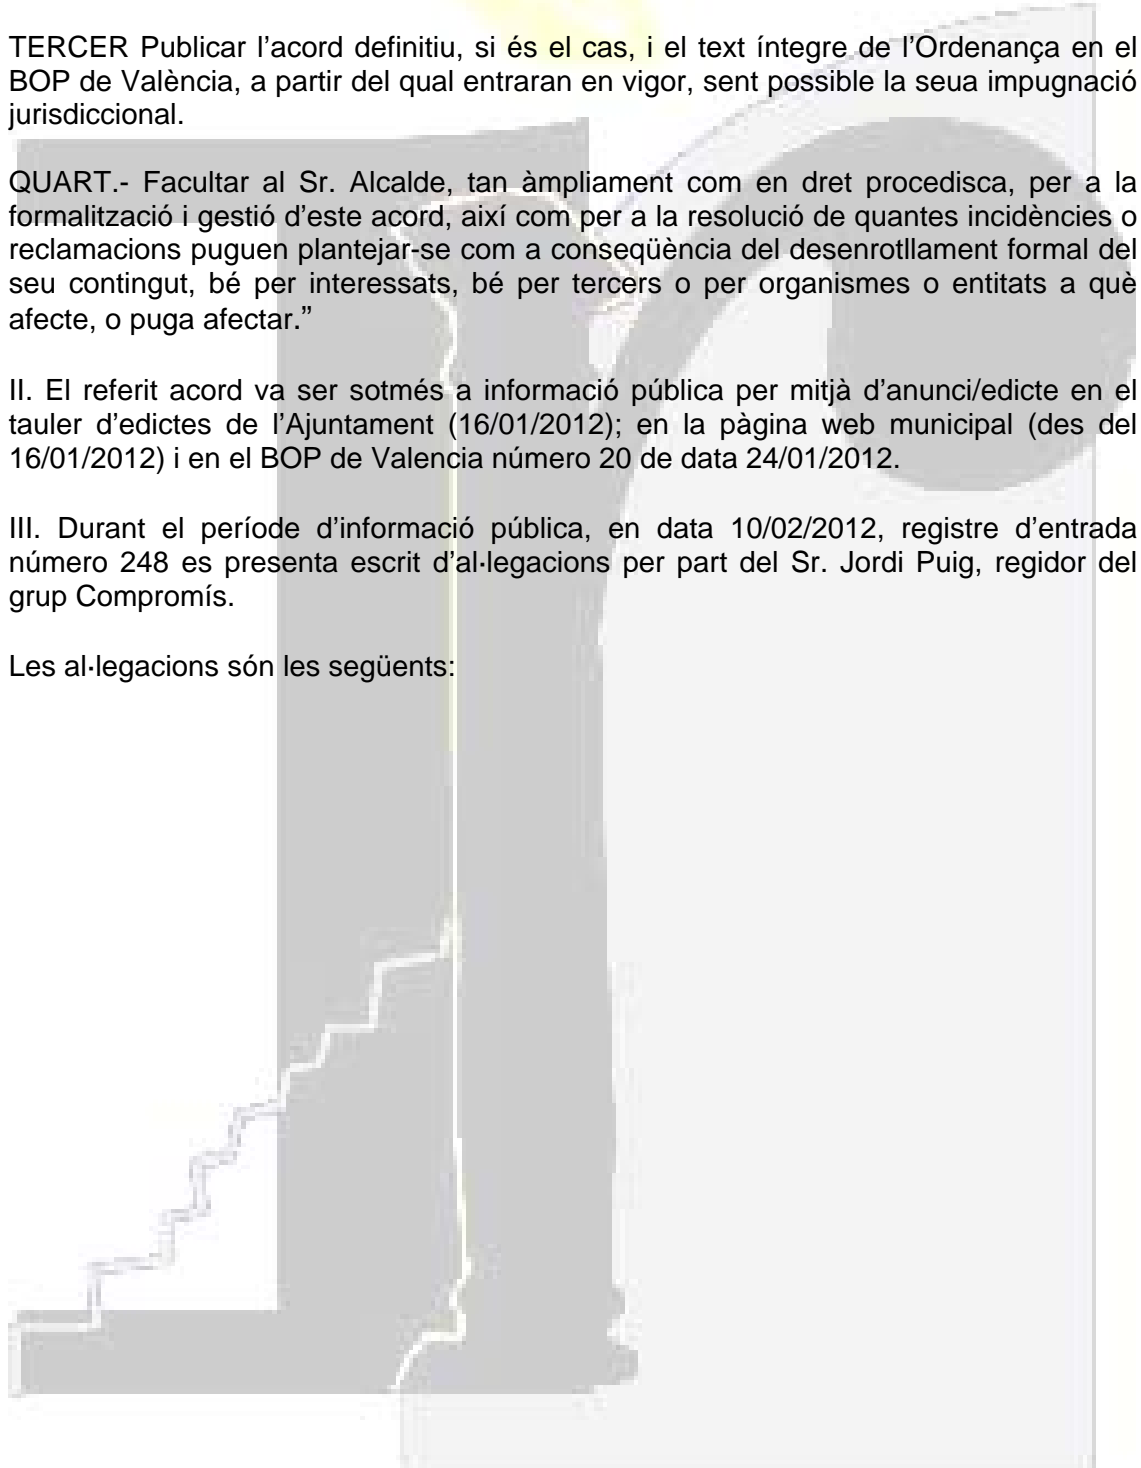 TERCER Publicar l’acord definitiu, si és el cas, i el text íntegre de l’Ordenança en el
BOP de València, a partir del qual entraran en vigor, sent possible la seua impugnació
jurisdiccional.
QUART.- Facultar al Sr. Alcalde, tan àmpliament com en dret procedisca, per a la
formalització i gestió d’este acord, així com per a la resolució de quantes incidències o
reclamacions puguen plantejar-se com a conseqüència del desenrotllament formal del
seu contingut, bé per interessats, bé per tercers o per organismes o entitats a què
afecte, o puga afectar.”
II. El referit acord va ser sotmés a informació pública per mitjà d’anunci/edicte en el
tauler d’edictes de l’Ajuntament (16/01/2012); en la pàgina web municipal (des del
16/01/2012) i en el BOP de Valencia número 20 de data 24/01/2012.
III. Durant el període d’informació pública, en data 10/02/2012, registre d’entrada
número 248 es presenta escrit d’al·legacions per part del Sr. Jordi Puig, regidor del
grup Compromís.
Les al·legacions són les següents: